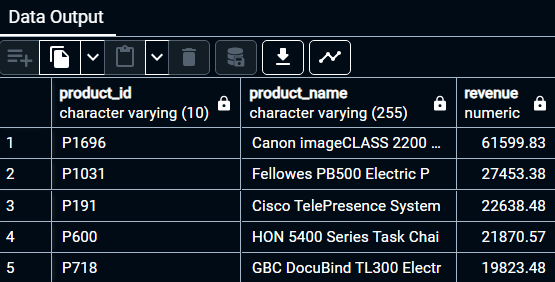 Data Output
product_id product_name revenue
character varying (10) character varying (255) numeric
1 P1696 Canon imageCLASS 2200 ... 61599.83
2 P1031 Fellowes PB500 Electric P 27453.38
3 P191 Cisco TelePresence System 22638.48
4 P600 HON 5400 Series Task Chai 21870.57
5 P718 GBC DocuBind TL300 Electr 19823.48